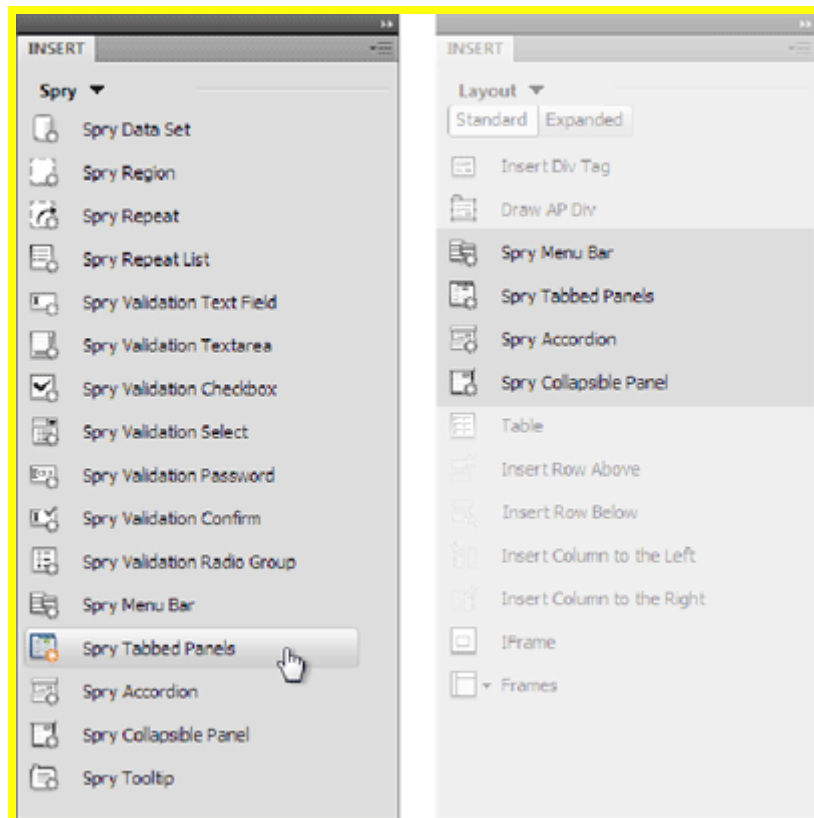 INSERT
Spry
Spry Data Set
Spry Region
Spry Repeat
Spry Repeat List
Spry Validation Text Field
Spry Validation Textarea
Spry Validation Checkbox
Spry Validation Select
Spry Validation Password
Spry Validation Confirm
Spry Validation Radio Group
Spry Menu Bar
Spry Tabbed Panels
Spry Accordion
Spry Collapsible Panel
Spry Tooltip
INSERT
Layout
Standard Expanded
Insert Div Tag
Draw AP Div
Spry Menu Bar
Spry Tabbed Panels
Spry Accordion
Spry Collapsible Panel
Table
Insert Row Above
Insert Row Below
Insert Column to the Left
Insert Column to the Right
IFrame
Frames